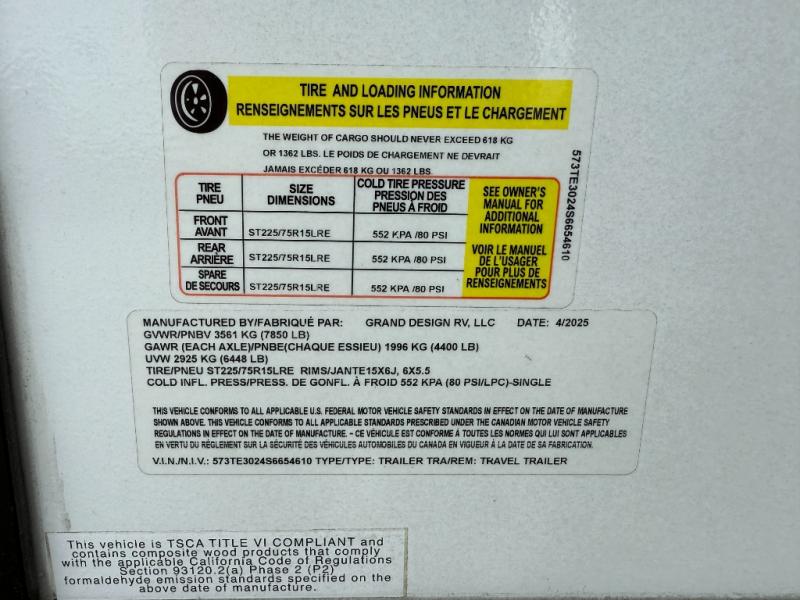 TIRE AND LOADING INFORMATION
RENSEIGNEMENTS SUR LES PNEUS ET LE CHARGEMENT
THE WEIGHT OF CARGO SHOULD NEVER EXCEED 618 KG
OR 1362 LBS. LE POIDS DE CHARGEMENT NE DEVRAIT
JAMAIS EXCÉDER 618 KG OU 1362 LBS.
TIRE
PNEU
SIZE
DIMENSIONS
COLD TIRE PRESSURE
PRESSION DES
PNEUS À FROID
FRONT
AVANT
ST225/75R15LRE
552 KPA /80 PSI
REAR
ARRIÈRE
ST225/75R15LRE
552 KPA /80 PSI
SPARE
DE SECOURS
ST225/75R15LRE
552 KPA /80 PSI
SEE OWNER'S
MANUAL FOR
ADDITIONAL
INFORMATION
VOIR LE MANUEL
DE L'USAGER
POUR PLUS DE
RENSEIGNEMENTS
573TE3024S6654610
MANUFACTURED BY/FABRIQUÉ PAR: GRAND DESIGN RV, LLC DATE: 4/2025
GVWR/PNBV 3561 KG (7850 LB)
GAWR (EACH AXLE)/PNBE(CHAQUE ESSIEU) 1996 KG (4400 LB)
UVW 2925 KG (6448 LB)
TIRE/PNEU ST225/75R15LRE RIMS/JANTE15X6J, 6X5.5
COLD INFL. PRESS/PRESS. DE GONFL. À FROID 552 KPA (80 PSI/LPC)-SINGLE
THIS VEHICLE CONFORMS TO ALL APPLICABLE U.S. FEDERAL MOTOR VEHICLE SAFETY STANDARDS IN EFFECT ON THE DATE OF MANUFACTURE
SHOWN ABOVE. THIS VEHICLE CONFORMS TO ALL APPLICABLE STANDARDS PRESCRIBED UNDER THE CANADIAN MOTOR VEHICLE SAFETY
REGULATIONS IN EFFECT ON THE DATE OF MANUFACTURE. - CE VÉHICULE EST CONFORME À TOUTES LES NORMES QUI LUI SONT APPLICABLES
EN VERTU DU RÈGLEMENT SUR LA SÉCURITÉ DES VÉHICULES AUTOMOBILES DU CANADA EN VIGUEUR À LA DATE DE SA FABRICATION.
V.I.N./N.I.V.: 573TE3024S6654610 TYPE/TYPE: TRAILER TRA/REM: TRAVEL TRAILER
This vehicle is TSCA TITLE VI COMPLIANT and
contains composite wood products that comply
with the applicable California Code of Regulations
Section 93120.2(a) Phase 2 (P2)
formaldehyde emission standards specified on the
above date of manufacture.